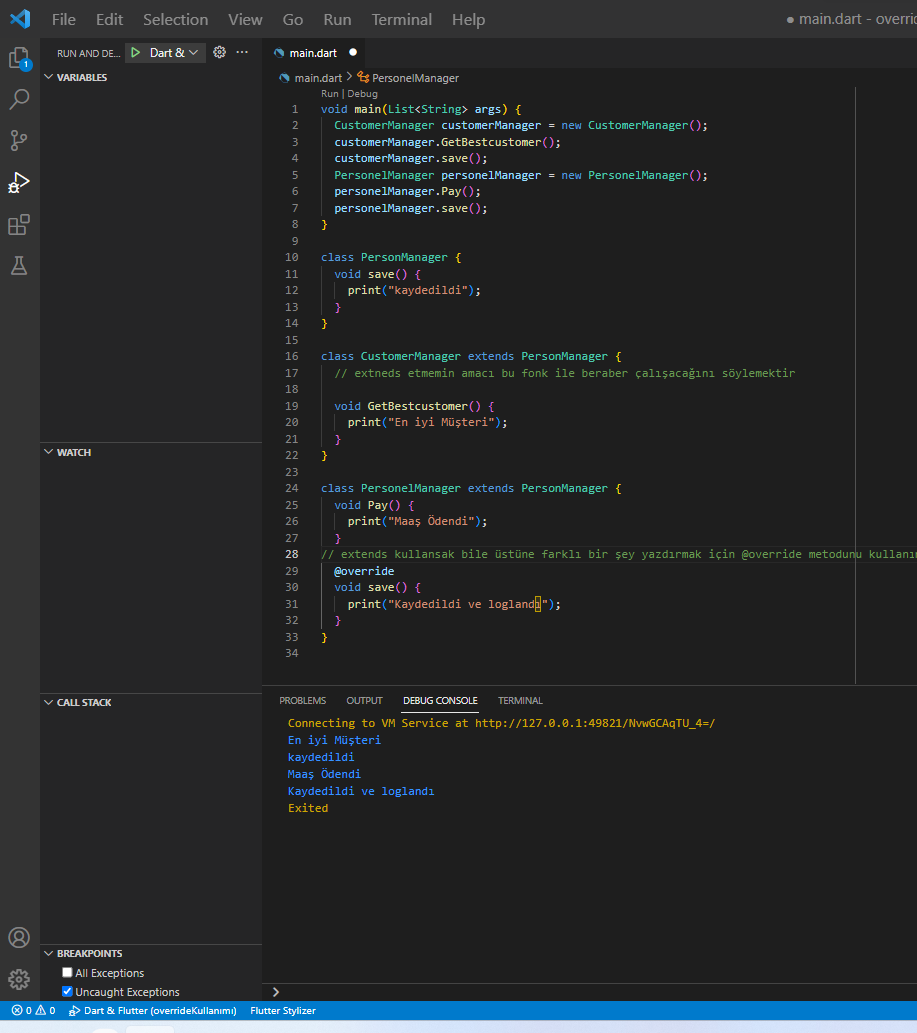 File Edit Selection View Go Run Terminal Help
● main.dart - overri
RUN AND DE... Dart & ...
VARIABLES
WATCH
CALL STACK
BREAKPOINTS
All Exceptions
Uncaught Exceptions
1
main.dart ●
main.dart > PersonelManager
Run | Debug
1 void main(List<String> args) {
2 CustomerManager customerManager = new CustomerManager();
3 customerManager.GetBestcustomer();
4 customerManager.save();
5 PersonelManager personelManager = new PersonelManager();
6 personelManager.Pay();
7 personelManager.save();
8 }
9
10 class PersonManager {
11 void save() {
12 print("kaydedildi");
13 }
14 }
15
16 class CustomerManager extends PersonManager {
17 // extneds etmemin amacı bu fonk ile beraber çalışacağını söylemektir
18
19 void GetBestcustomer() {
20 print("En iyi Müşteri");
21 }
22 }
23
24 class PersonelManager extends PersonManager {
25 void Pay() {
26 print("Maaş Ödendi");
27 }
28 // extends kullansak bile üstüne farklı bir şey yazdırmak için @override metodunu kullanır
29 @override
30 void save() {
31 print("Kaydedildi ve loglandı");
32 }
33 }
34
PROBLEMS OUTPUT DEBUG CONSOLE TERMINAL
Connecting to VM Service at http://127.0.0.1:49821/NvwGCAqTU_4=/
En iyi Müşteri
kaydedildi
Maaş Ödendi
Kaydedildi ve loglandı
Exited
>
0 0 Dart & Flutter (overrideKullanımı) Flutter Stylizer